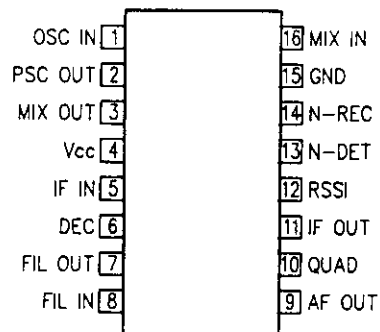 OSC IN 1 16 MIX IN
PSC OUT 2 15 GND
MIX OUT 3 14 N-REC
Vcc 4 13 N-DET
IF IN 5 12 RSSI
DEC 6 11 IF OUT
FIL OUT 7 10 QUAD
FIL IN 8 9 AF OUT